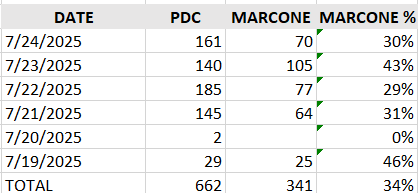 DATE PDC MARCONE MARCONE %
7/24/2025 161 70 30%
7/23/2025 140 105 43%
7/22/2025 185 77 29%
7/21/2025 145 64 31%
7/20/2025 2 0%
7/19/2025 29 25 46%
TOTAL 662 341 34%